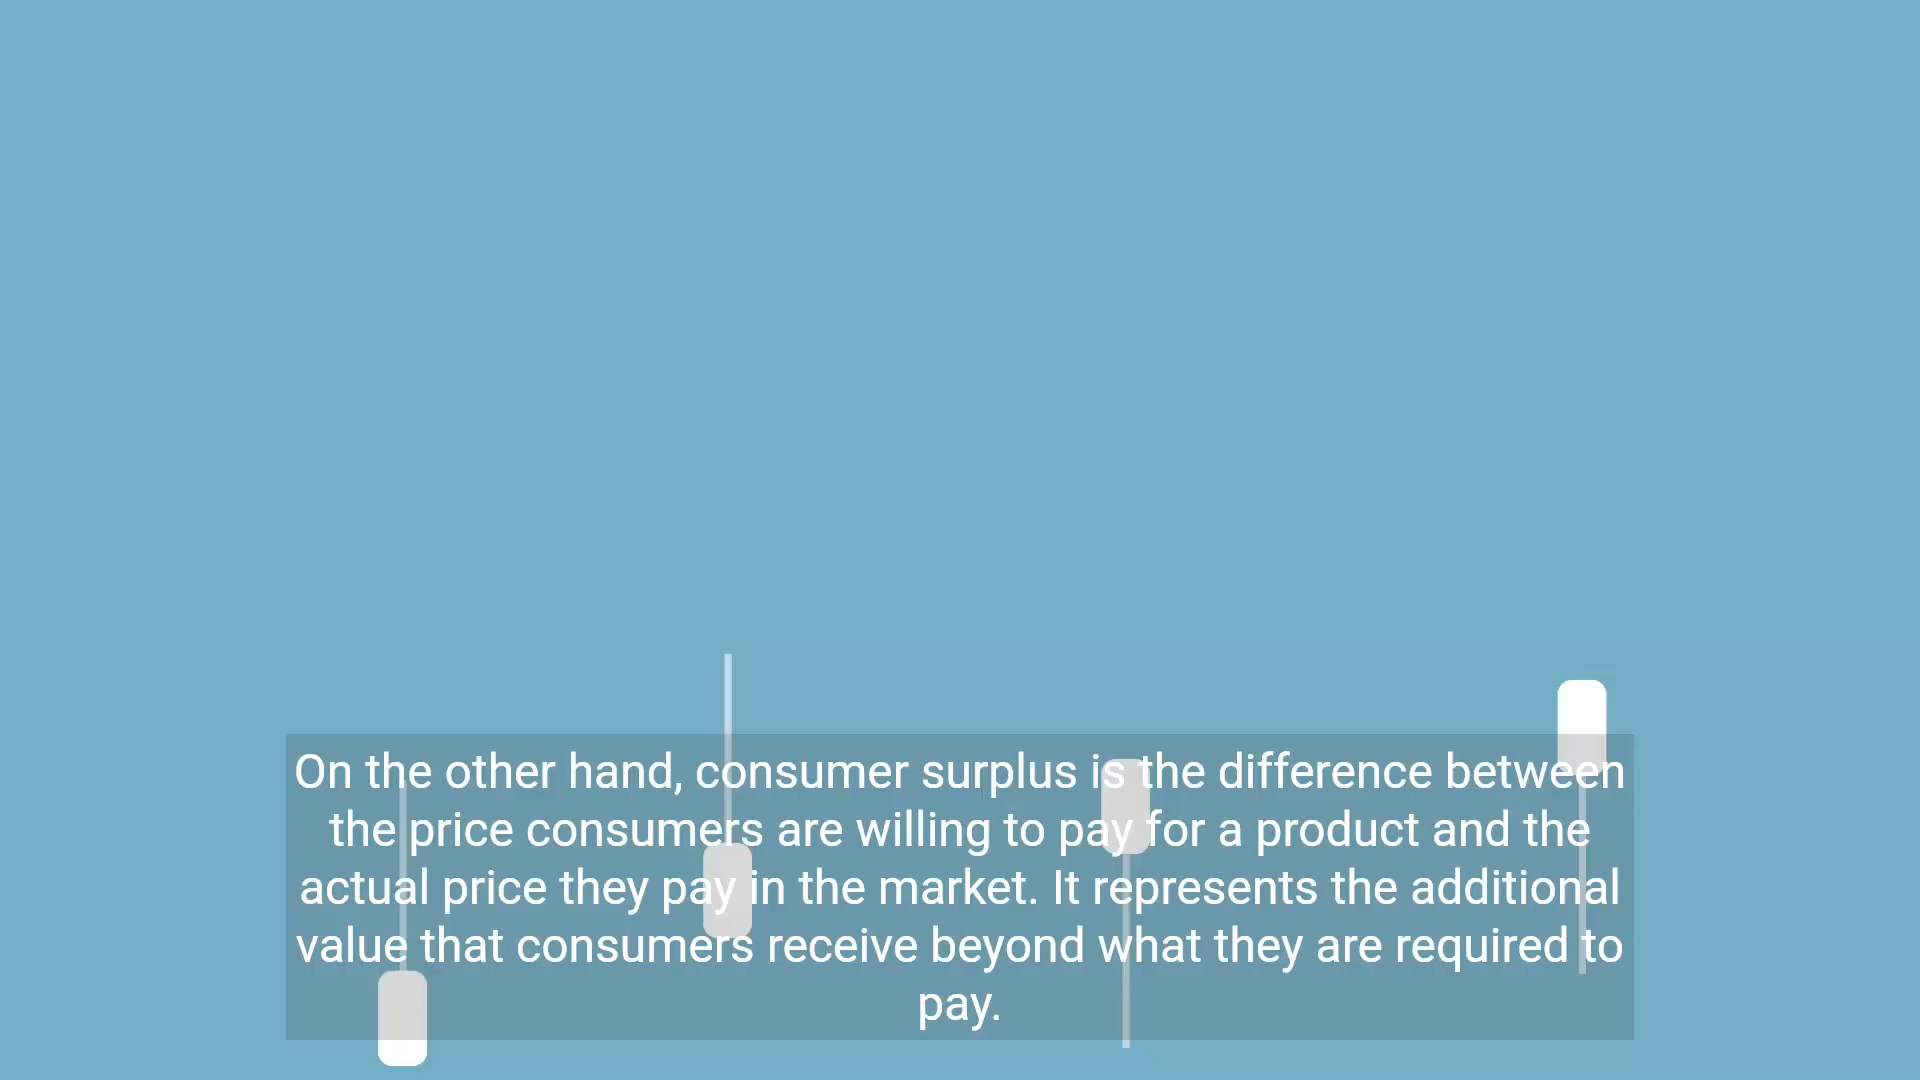 On the other hand, consumer surplus is the difference between
the price consumers are willing to pay for a product and the
actual price they pay in the market. It represents the additional
value that consumers receive beyond what they are required to
pay.